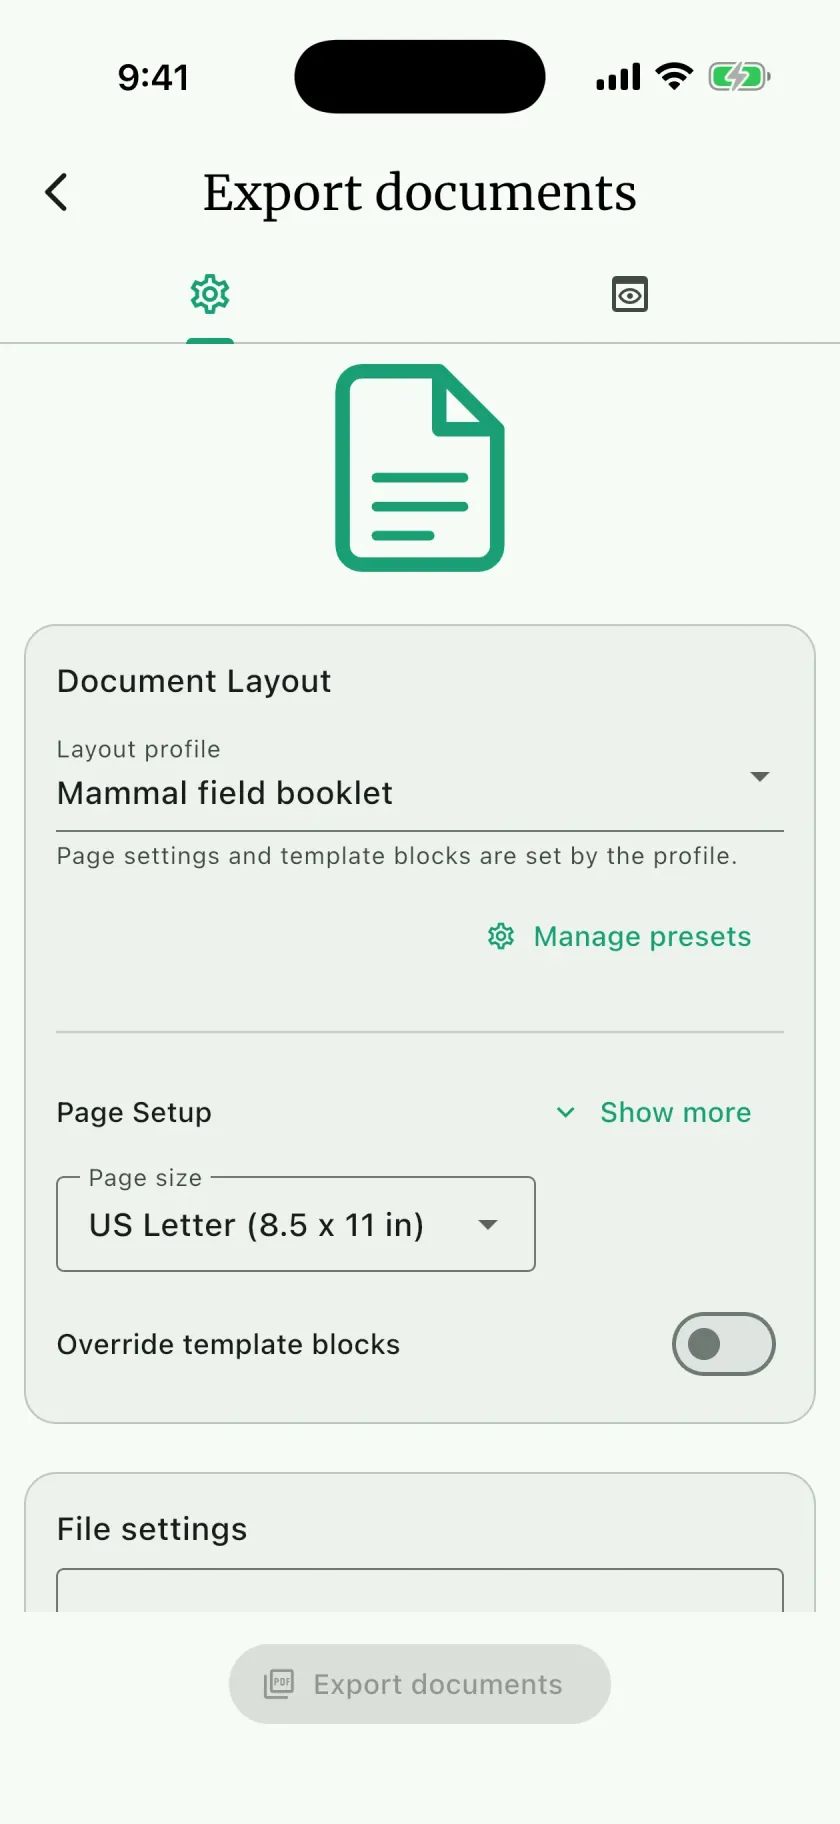 9:41
Export documents
Document Layout
Layout profile
Mammal field booklet
Page settings and template blocks are set by the profile.
Manage presets
Page Setup
Show more
Page size
US Letter (8.5 x 11 in)
Override template blocks
File settings
PDF
Export documents